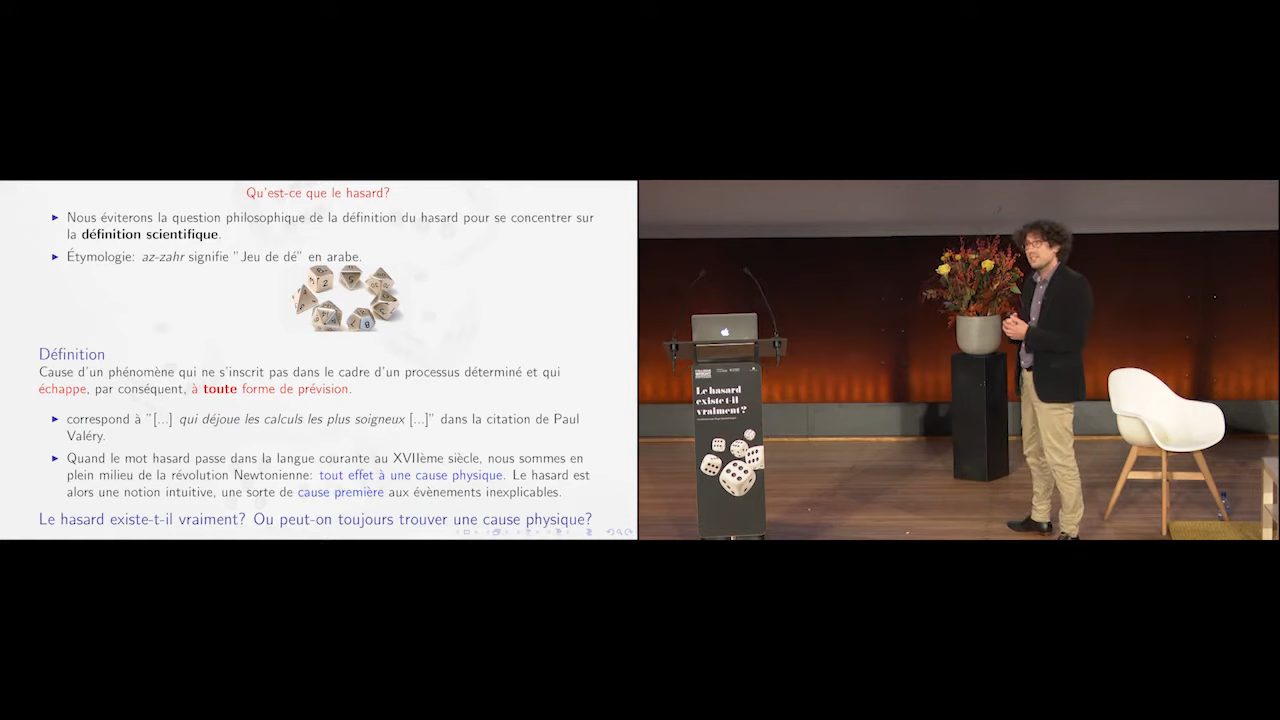 Qu'est-ce que le hasard?
► Nous éviterons la question philosophique de la définition du hasard pour se concentrer sur
la définition scientifique.
► Étymologie: az-zahr signifie "Jeu de dé" en arabe.
Définition
Cause d'un phénomène qui ne s'inscrit pas dans le cadre d'un processus déterminé et qui
échappe, par conséquent, à toute forme de prévision.
► correspond à "[...] qui déjoue les calculs les plus soigneux [...]" dans la citation de Paul
Valéry.
► Quand le mot hasard passe dans la langue courante au XVIIème siècle, nous sommes en
plein milieu de la révolution Newtonienne: tout effet à une cause physique. Le hasard est
alors une notion intuitive, une sorte de cause première aux évènements inexplicables.
Le hasard existe-t-il vraiment? Ou peut-on toujours trouver une cause physique?
Le hasard
existe-t-il
vraiment?